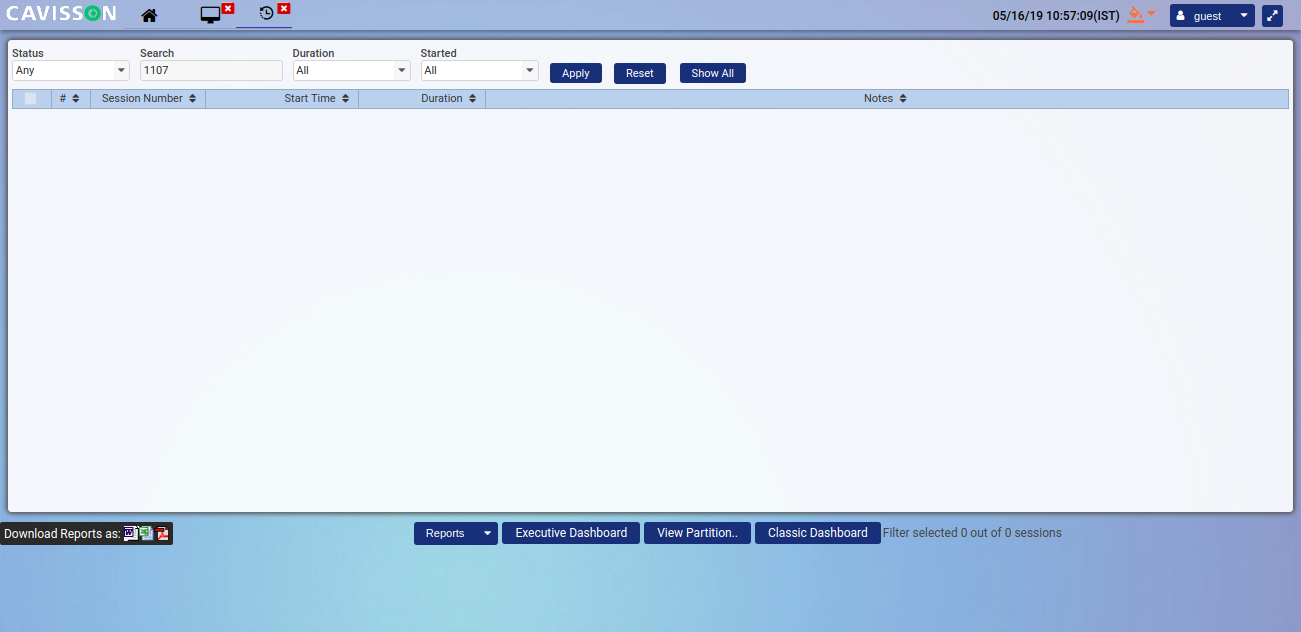 CAVISSON
05/16/19 10:57:09(IST) guest
Status Search Duration Started
Any 1107 All All Apply Reset Show All
# Session Number Start Time Duration Notes
Download Reports as: Reports Executive Dashboard View Partition.. Classic Dashboard Filter selected 0 out of 0 sessions